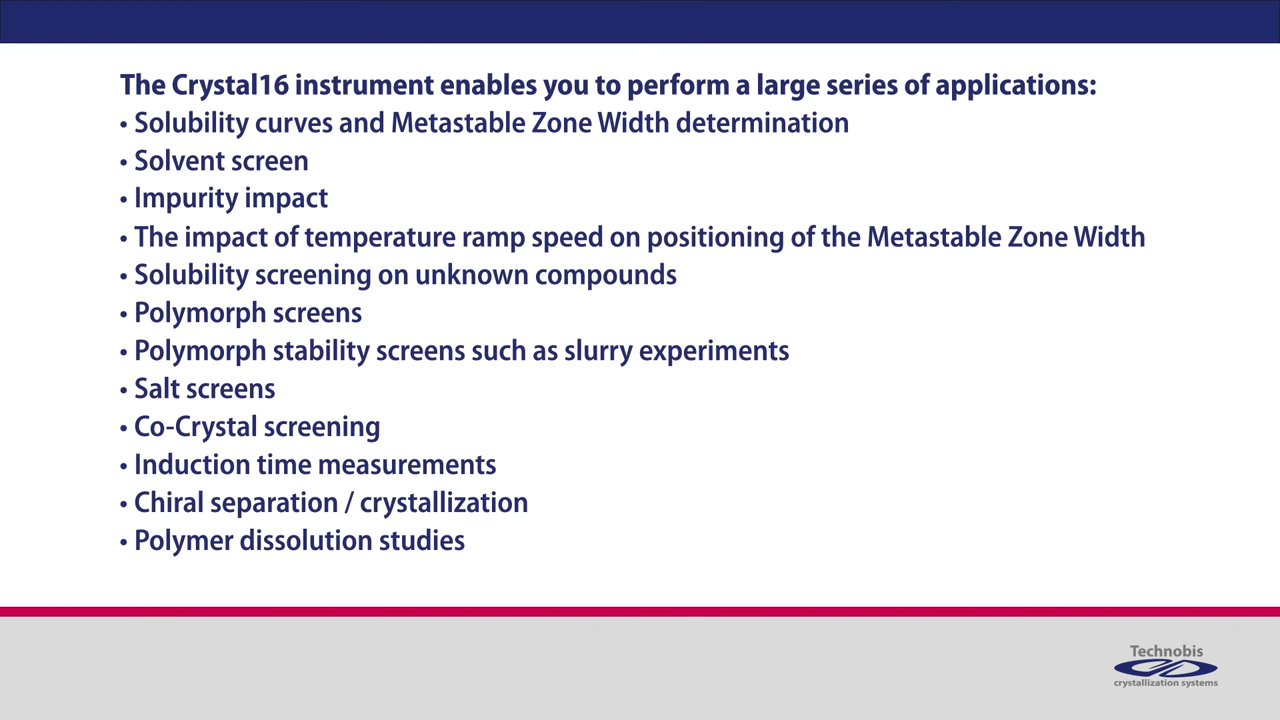 The Crystal16 instrument enables you to perform a large series of applications:
• Solubility curves and Metastable Zone Width determination
• Solvent screen
• Impurity impact
• The impact of temperature ramp speed on positioning of the Metastable Zone Width
• Solubility screening on unknown compounds
• Polymorph screens
• Polymorph stability screens such as slurry experiments
• Salt screens
• Co-Crystal screening
• Induction time measurements
• Chiral separation / crystallization
• Polymer dissolution studies
Technobis
crystallization systems